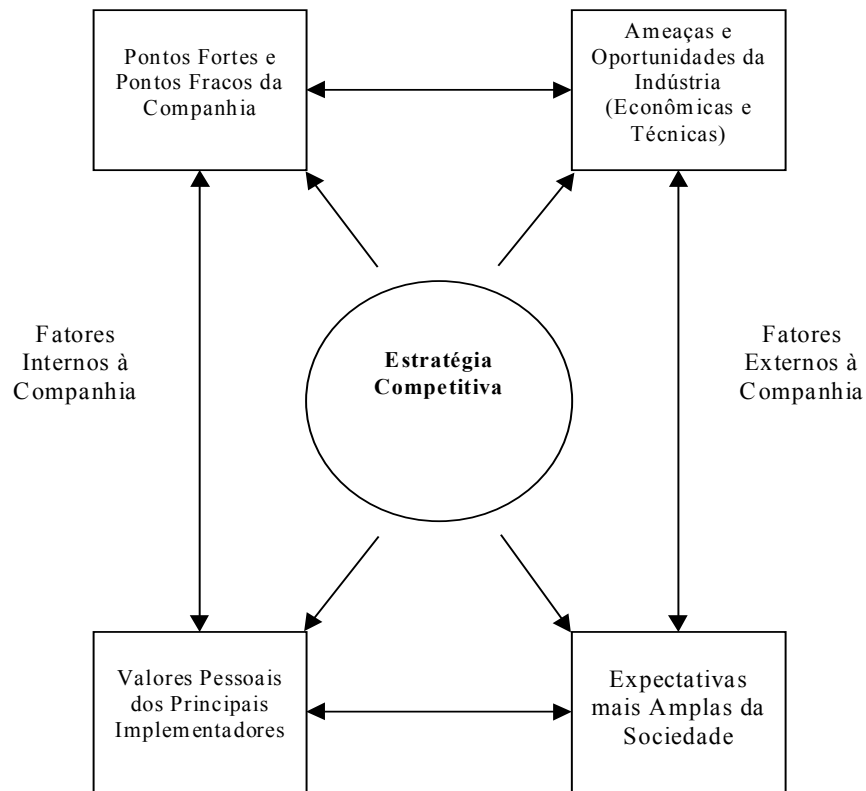 Pontos Fortes e
Pontos Fracos da
Companhia
Ameaças e
Oportunidades da
Indústria
(Econômicas e
Técnicas)
Fatores
Internos à
Companhia
Estratégia
Competitiva
Fatores
Externos à
Companhia
Valores Pessoais
dos Principais
Implementadores
Expectativas
mais Amplas da
Sociedade